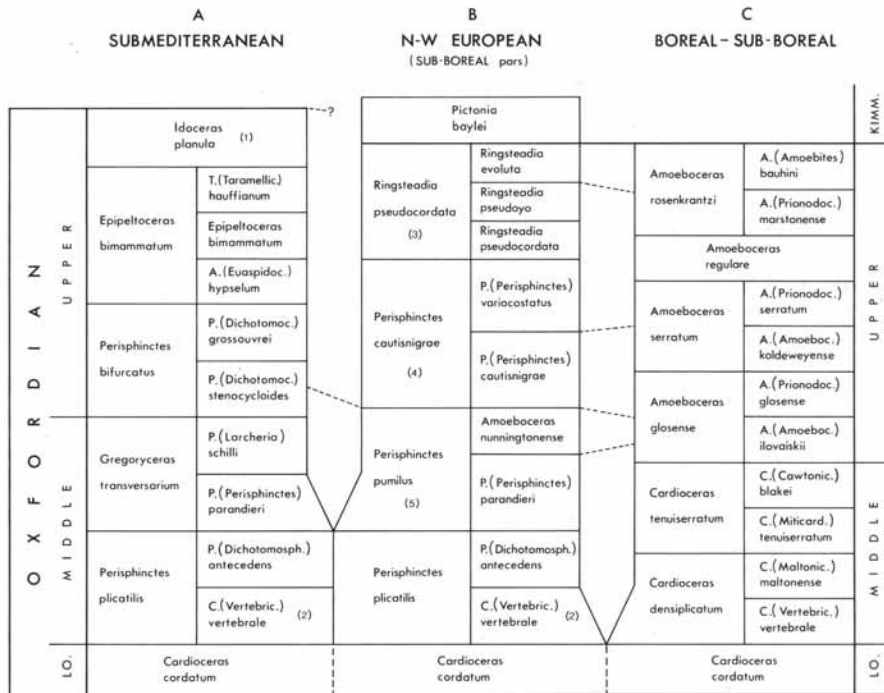 A
SUBMEDITERRANEAN
B
N-W EUROPEAN
(SUB-BOREAL pars)
C
BOREAL – SUB-BOREAL
OXFORDIAN
UPPER
MIDDLE
LO.
Idoceras
planula (1)
?
Epipeltoceras
bimammatum
T.(Taramellic.)
hauffianum
Epipeltoceras
bimammatum
A.(Euaspidoc.)
hypselum
Perisphinctes
bifurcatus
P.(Dichotomoc.)
grossouvrei
P.(Dichotomoc.)
stenocycloides
Gregoryceras
transversarium
P.(Larcheria)
schilli
P.(Perisphinctes)
parandieri
Perisphinctes
plicatilis
P.(Dichotomosph.)
antecedens
C.(Vertebric.) (2)
vertebrale
Cardioceras
cordatum
Pictonia
baylei
Ringsteadia
pseudocordata
(3)
Ringsteadia
evoluta
Ringsteadia
pseudoyo
Ringsteadia
pseudocordata
Perisphinctes
cautisnigrae
(4)
P.(Perisphinctes)
variocostatus
P.(Perisphinctes)
cautisnigrae
Perisphinctes
pumilus
(5)
Amoeboceras
nunningtonense
P.(Perisphinctes)
parandieri
Perisphinctes
plicatilis
P.(Dichotomosph.)
antecedens
C.(Vertebric.) (2)
vertebrale
Cardioceras
cordatum
Amoeboceras
rosenkrantzi
A.(Amoebites)
bauhini
A.(Prionodoc.)
marstonense
Amoeboceras
regulare
Amoeboceras
serratum
A.(Prionodoc.)
serratum
A.(Amoeboc.)
koldeweyense
Amoeboceras
glosense
A.(Prionodoc.)
glosense
A.(Amoeboc.)
ilovaiskii
Cardioceras
tenuiserratum
C.(Cawtonic.)
blakei
C.(Miticard.)
tenuiserratum
Cardioceras
densiplicatum
C.(Maltonic.)
maltonense
C.(Vertebric.)
vertebrale
Cardioceras
cordatum
KIMM.
UPPER
MIDDLE
LO.